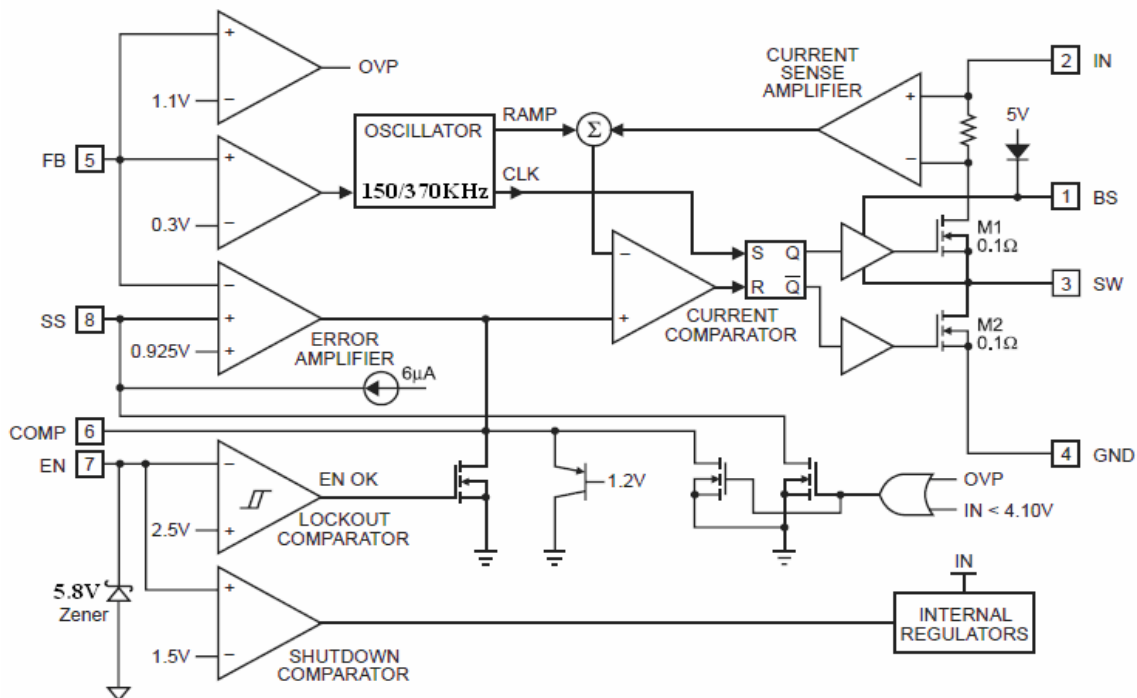 +
OVP
1.1V
−
CURRENT
SENSE
AMPLIFIER
2 IN
+
5V
RAMP
Σ
OSCILLATOR
150/370KHz
CLK
FB 5
+
0.3V
−
−
1 BS
M1
0.1Ω
S Q
R Q̅
−
+
CURRENT
COMPARATOR
3 SW
M2
0.1Ω
SS 8
−
+
0.925V
+
ERROR
AMPLIFIER
6µA
COMP 6
EN 7
4 GND
−
EN OK
1.2V
OVP
IN < 4.10V
2.5V
+
LOCKOUT
COMPARATOR
5.8V
Zener
+
IN
INTERNAL
REGULATORS
1.5V
−
SHUTDOWN
COMPARATOR